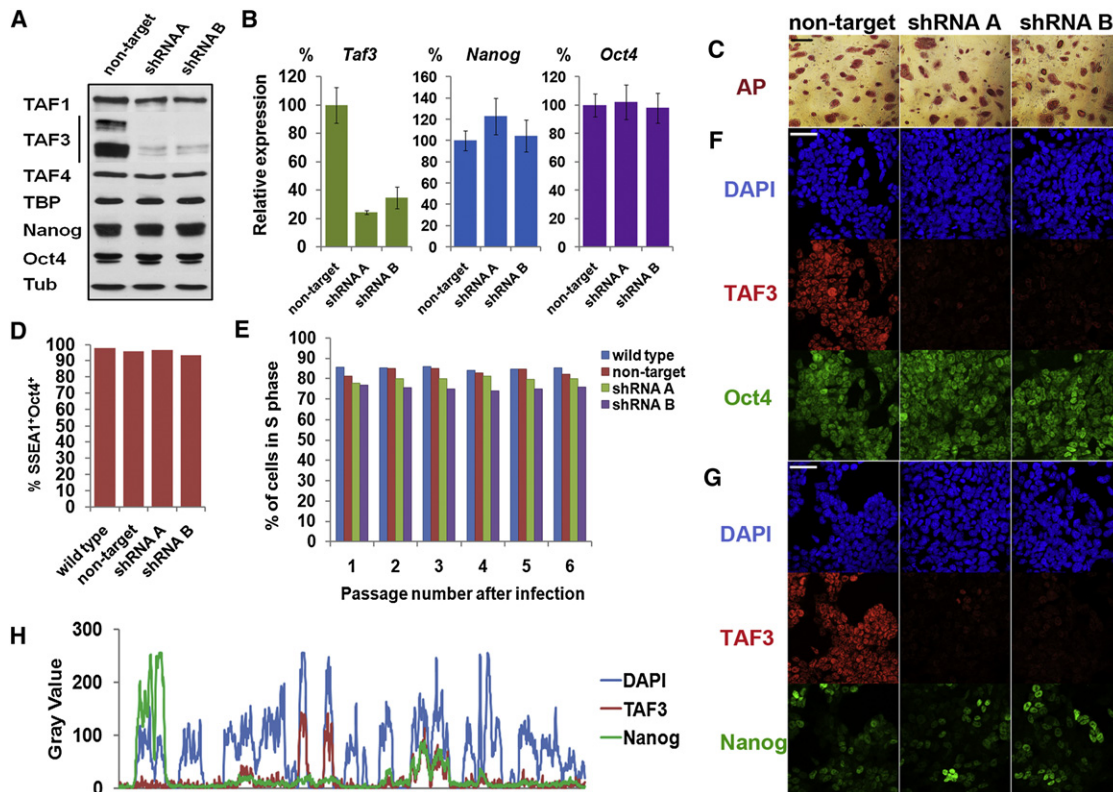 A
non-target
shRNA A
shRNA B
TAF1
TAF3
TAF4
TBP
Nanog
Oct4
Tub
B
% Taf3 % Nanog % Oct4
Relative expression
120
100
80
60
40
20
0
non-target
shRNA A
shRNA B
160
140
120
100
80
60
40
20
0
non-target
shRNA A
shRNA B
120
100
80
60
40
20
0
non-target
shRNA A
shRNA B
non-target shRNA A shRNA B
C
AP
F
DAPI
TAF3
Oct4
G
DAPI
TAF3
Nanog
D
% SSEA1⁺Oct4⁺
100
90
80
70
60
50
40
30
20
10
0
wild type
non-target
shRNA A
shRNA B
E
% of cells in S phase
100
90
80
70
60
50
40
30
20
10
0
1 2 3 4 5 6
Passage number after infection
wild type
non-target
shRNA A
shRNA B
H
Gray Value
300
200
100
0
DAPI
TAF3
Nanog